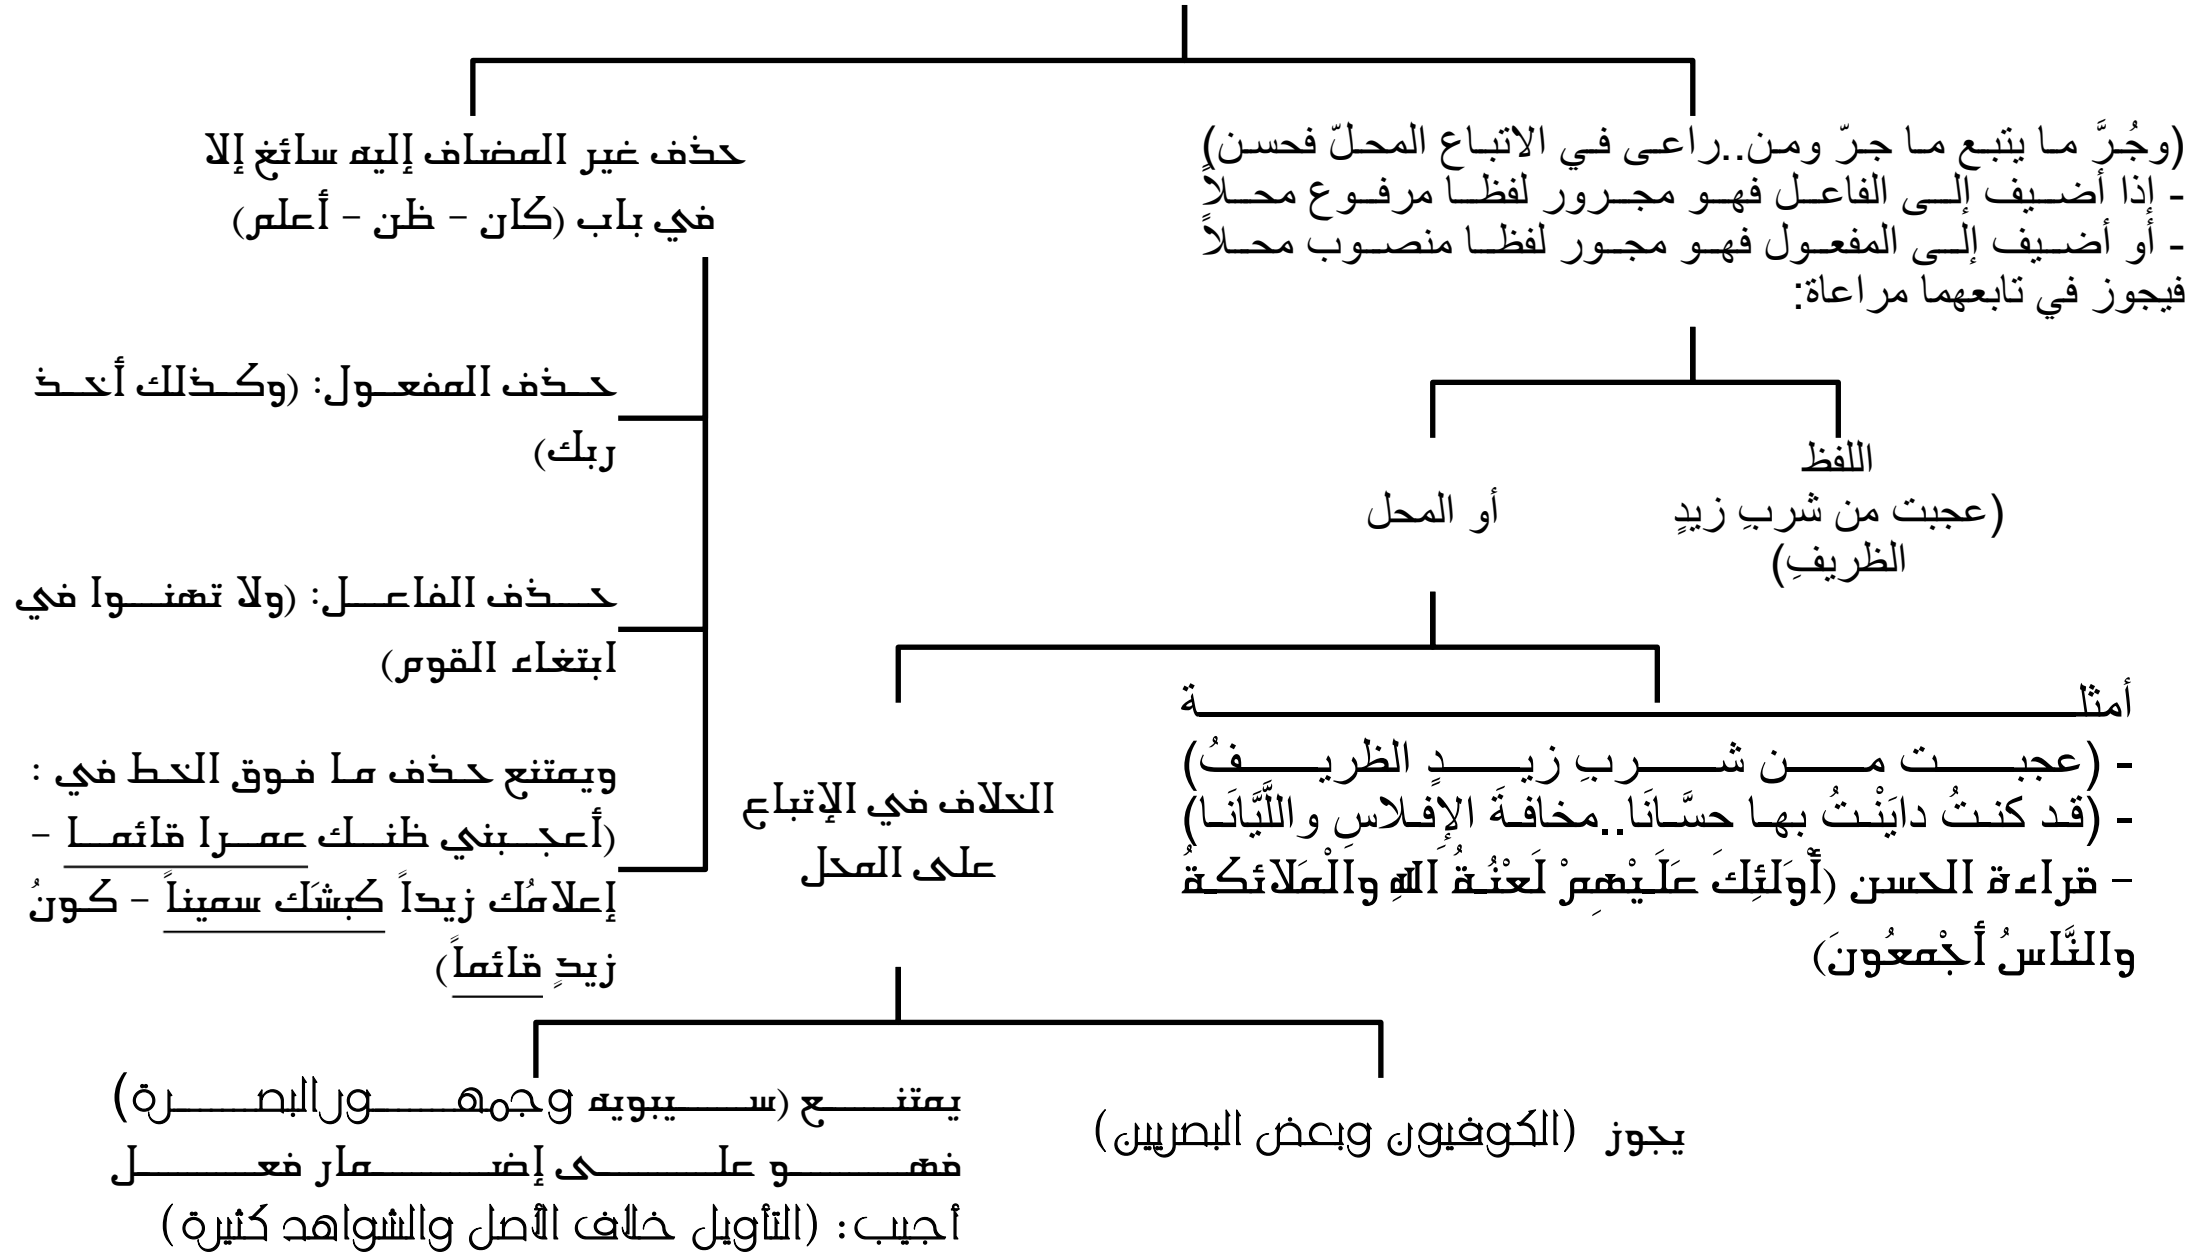 (وجُرَّ ما يتبع ما جرّ ومن..راعى في الاتباع المحلّ فحسن)
- إذا أضيف إلى الفاعل فهو مجرور لفظا مرفوع محلاً
- أو أضيف إلى المفعول فهو مجور لفظا منصوب محلاً
فيجوز في تابعهما مراعاة:
اللفظ
(عجبت من شربِ زيدٍ
الظريفِ)
أو المحل
أمثلة
- (عجبت من شربِ زيدٍ الظريفُ)
- (قد كنتُ دايَنْتُ بها حسَّانَا..مخافةَ الإفلاسِ واللَّيَّانَا)
- قراءة الحسن (أُوَلَئِكَ عَلَيْهِمْ لَعْنُةُ اللهِ والْمَلائكةُ
والنَّاسُ أجْمعُونَ)
الخلاف في الإتباع
على المحل
يجوز (الكوفيون وبعض البصريين)
يمتنع (سيبويه وجمهورالبصرة)
فهو على إضمار فعل
أجيب: (التأويل خلاف الأصل والشواهد كثيرة)
حذف غير المضاف إليه سائغ إلا
في باب (كان - ظن - أعلم)
حذف المفعول: (وكذلك أخذ
ربك)
حذف الفاعل: (ولا تهنوا في
ابتغاء القوم)
ويمتنع حذف ما فوق الخط في :
(أعجبني ظنك عمرا قائما -
إعلامُك زيداً كبشَك سميناً - كونُ
زيدٍ قائماً)